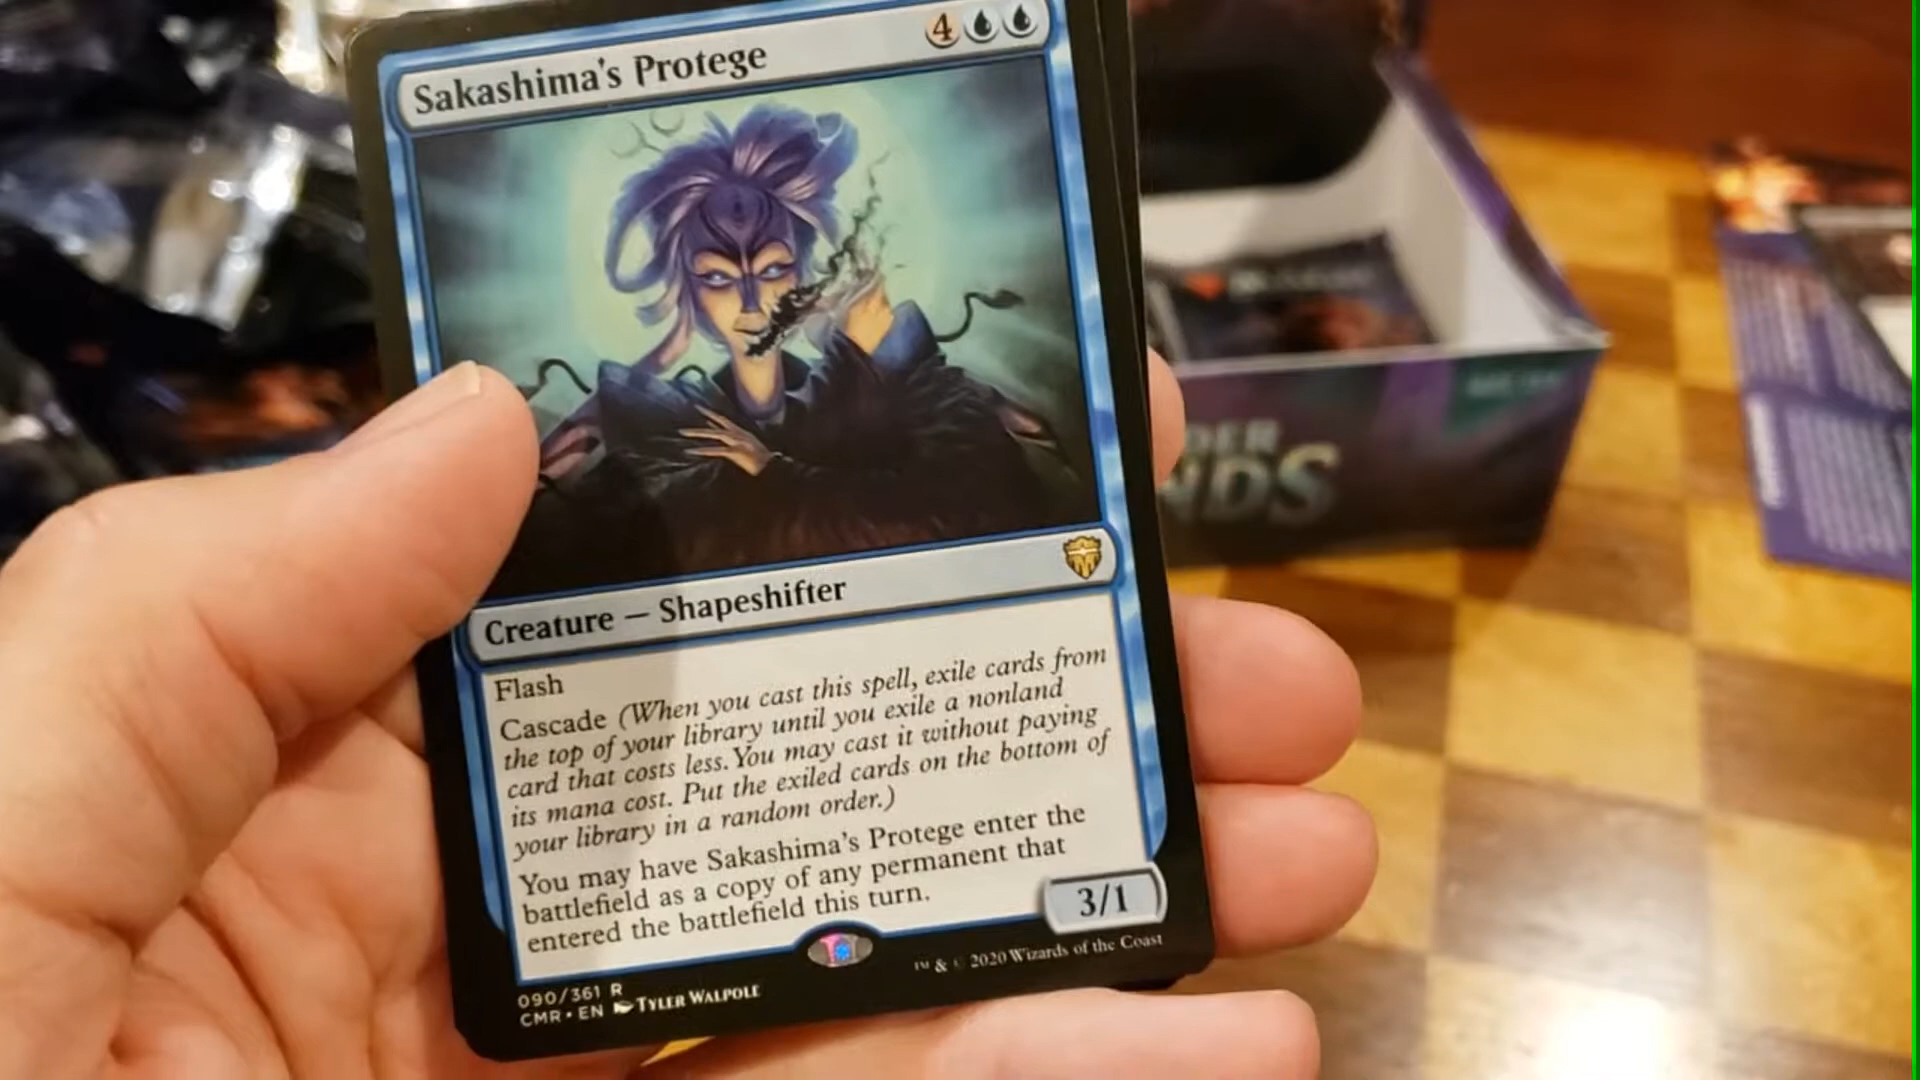 Sakashima's Protege
4
Creature — Shapeshifter
Flash
Cascade (When you cast this spell, exile cards from
the top of your library until you exile a nonland
card that costs less. You may cast it without paying
its mana cost. Put the exiled cards on the bottom of
your library in a random order.)
You may have Sakashima's Protege enter the
battlefield as a copy of any permanent that
entered the battlefield this turn.
3/1
090/361 R
CMR • EN TYLER WALPOLE
™ & © 2020 Wizards of the Coast
DER
NDS